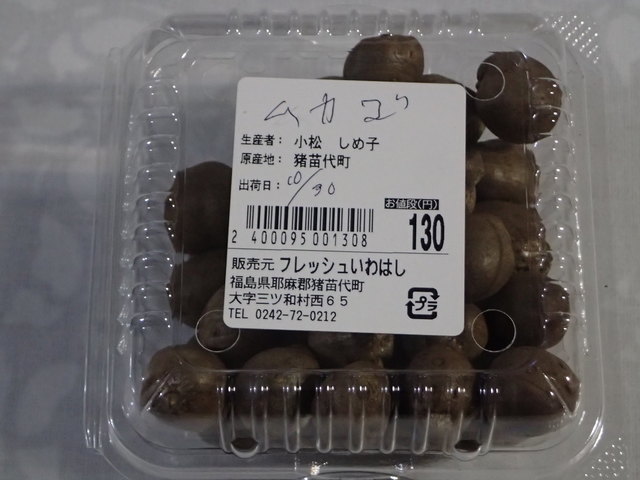 ムカゴ
生産者： 小松 しめ子
原産地： 猪苗代町
出荷日： 10/30
お値段(円)
130
2 400095 001308
販売元 フレッシュいわはし
福島県耶麻郡猪苗代町
大字三ツ和村西６５
TEL 0242-72-0212
プラ